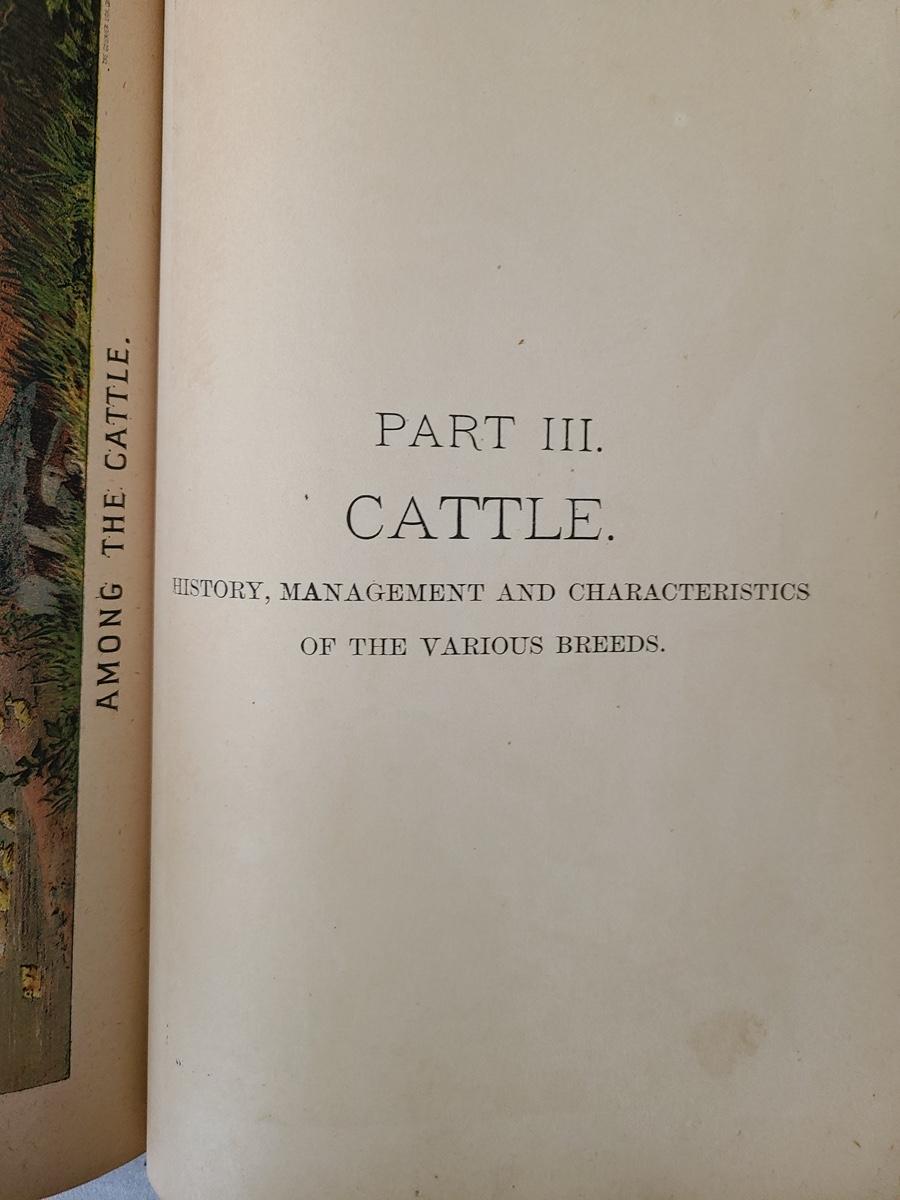 AMONG THE CATTLE.
PART III.
CATTLE.
HISTORY, MANAGEMENT AND CHARACTERISTICS
OF THE VARIOUS BREEDS.